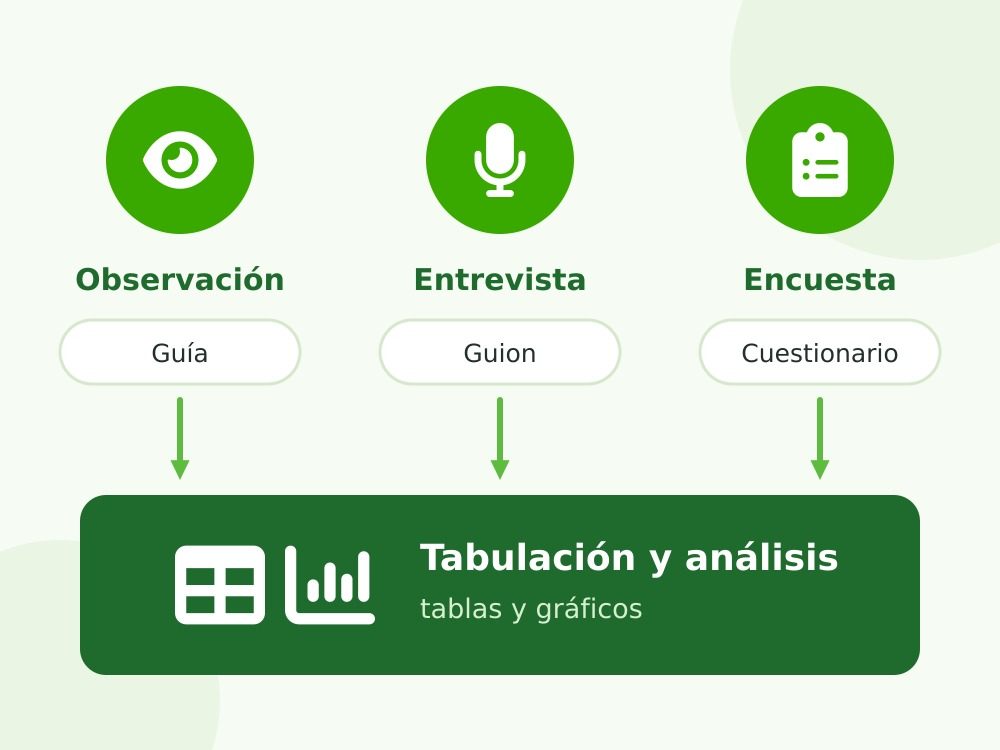 Observación
Entrevista
Encuesta
Guía
Guion
Cuestionario
Tabulación y análisis
tablas y gráficos